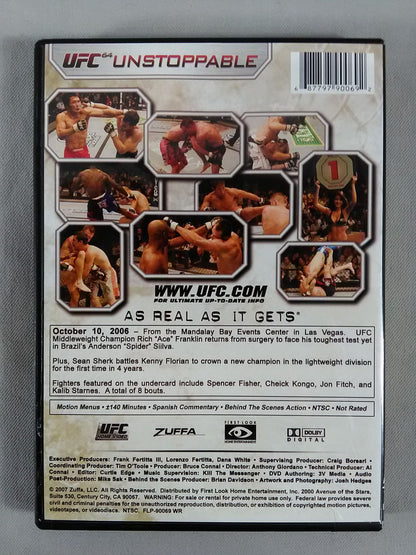 UFC 64 UNSTOPPABLE
6 87797 90069 2
1
WWW.UFC.COM
FOR ULTIMATE UP-TO-DATE INFO
AS REAL AS IT GETS®
October 10, 2006 - From the Mandalay Bay Events Center in Las Vegas. UFC
Middleweight Champion Rich "Ace" Franklin returns from surgery to face his toughest test yet
in Brazil's Anderson "Spider" Silva.
Plus, Sean Sherk battles Kenny Florian to crown a new champion in the lightweight division
for the first time in 4 years.
Fighters featured on the undercard include Spencer Fisher, Cheick Kongo, Jon Fitch, and
Kalib Starnes. A total of 8 bouts.
Motion Menus • ±140 Minutes • Spanish Commentary • Behind The Scenes Action • NTSC • Not Rated
UFC
HOME VIDEO
ZUFFA
FIRST LOOK
HOME ENTERTAINMENT
DOLBY
DIGITAL
Executive Producers: Frank Fertitta III, Lorenzo Fertitta, Dana White • Supervising Producer: Craig Borsari •
Coordinating Producer: Tim O'Toole • Producer: Bruce Connal • Director: Anthony Giordano • Technical Producer: Al
Connal • Editor: Curtis Edge • Music Supervision: Kill The Messenger • DVD Authoring: 3V Media • Audio
Post-Production: Mike Sak • Behind the Scenes Producer: Brian Davidson • Artwork and Photography: Josh Hedges
© 2007 Zuffa, LLC. All Rights Reserved. Distributed by First Look Home Entertainment, Inc. 2000 Avenue of the Stars,
Suite 530, Century City, CA 90067. WARNING: For sale or rental for private home use only. Federal law provides severe
civil and criminal penalties for the unauthorized reproduction, distribution, or exhibition of copyrighted motion pictures,
videotapes, or videodiscs. NTSC, FLP-90069 WR